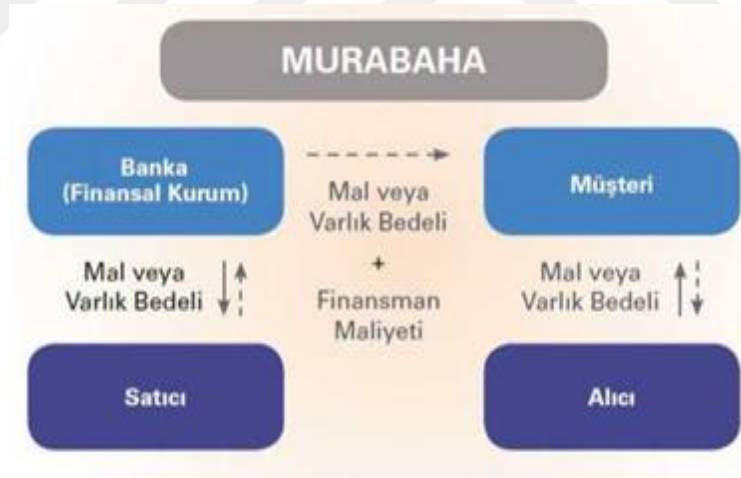 MURABAHA
Banka
(Finansal Kurum)
Mal veya
Varlık Bedeli
+
Finansman
Maliyeti
Müşteri
Mal veya
Varlık Bedeli
Mal veya
Varlık Bedeli
Satıcı
Alıcı